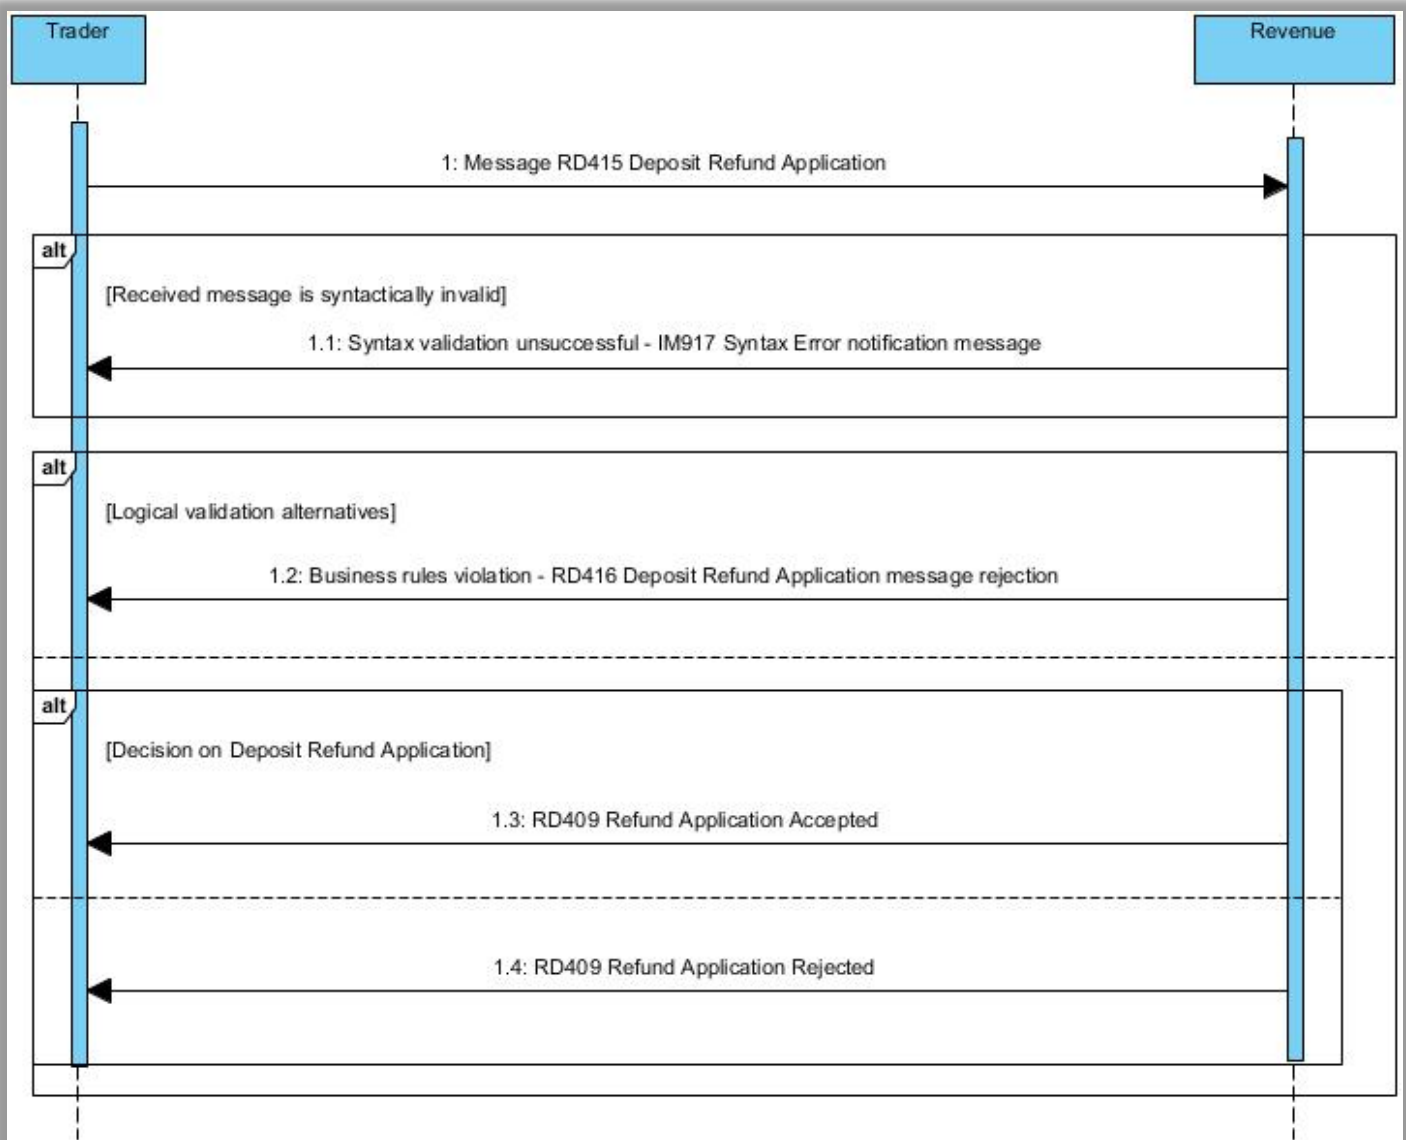 Trader
Revenue
1: Message RD415 Deposit Refund Application
alt
[Received message is syntactically invalid]
1.1: Syntax validation unsuccessful - IM917 Syntax Error notification message
alt
[Logical validation alternatives]
1.2: Business rules violation - RD416 Deposit Refund Application message rejection
alt
[Decision on Deposit Refund Application]
1.3: RD409 Refund Application Accepted
1.4: RD409 Refund Application Rejected